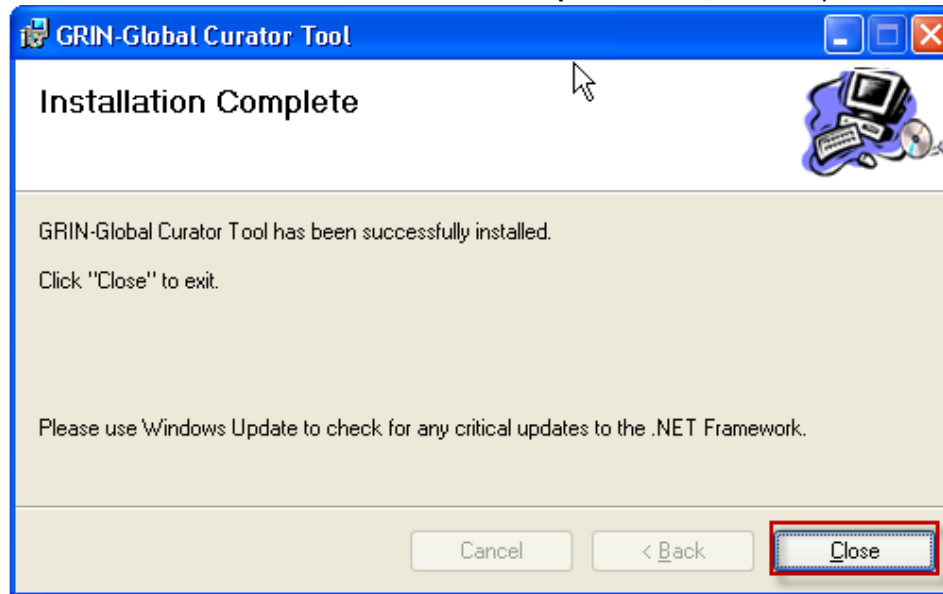 GRIN-Global Curator Tool
Installation Complete
GRIN-Global Curator Tool has been successfully installed.
Click "Close" to exit.
Please use Windows Update to check for any critical updates to the .NET Framework.
Cancel
< Back
Close